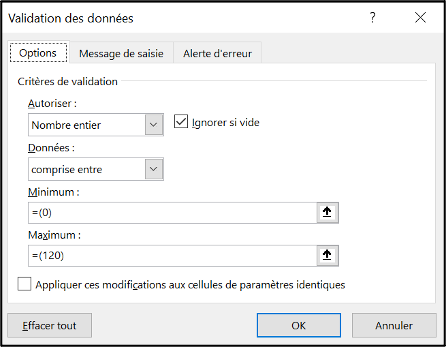 Validation des données
?
Options
Message de saisie
Alerte d'erreur
Critères de validation
Autoriser :
Nombre entier
Ignorer si vide
Données :
comprise entre
Minimum :
=(0)
Maximum :
=(120)
Appliquer ces modifications aux cellules de paramètres identiques
Effacer tout
OK
Annuler